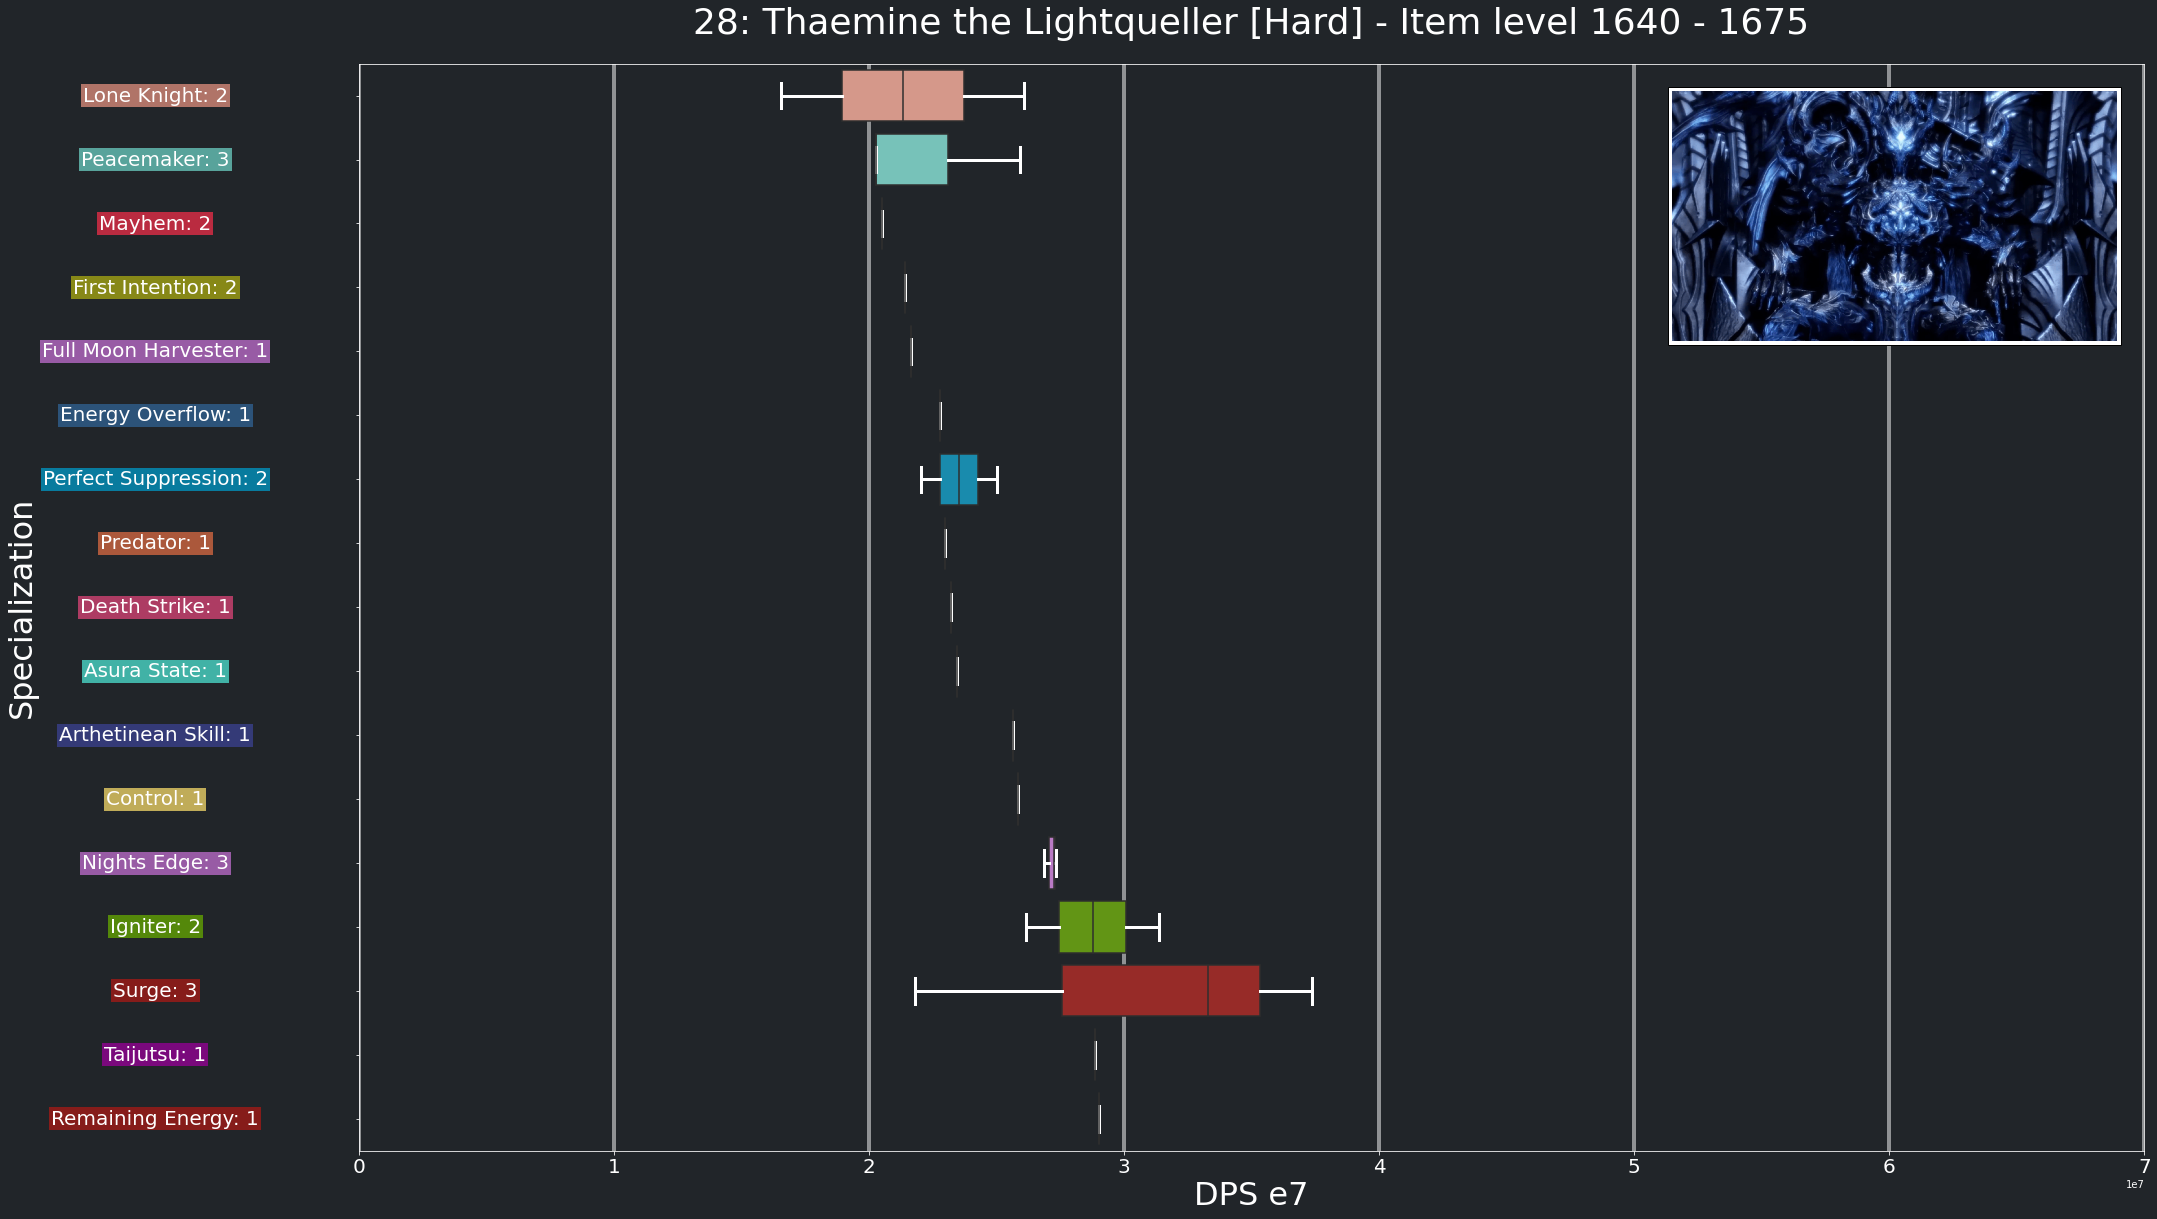 28: Thaemine the Lightqueller [Hard] - Item level 1640 - 1675
Specialization
Lone Knight: 2
Peacemaker: 3
Mayhem: 2
First Intention: 2
Full Moon Harvester: 1
Energy Overflow: 1
Perfect Suppression: 2
Predator: 1
Death Strike: 1
Asura State: 1
Arthetinean Skill: 1
Control: 1
Nights Edge: 3
Igniter: 2
Surge: 3
Taijutsu: 1
Remaining Energy: 1
0 1 2 3 4 5 6 7
1e7
DPS e7